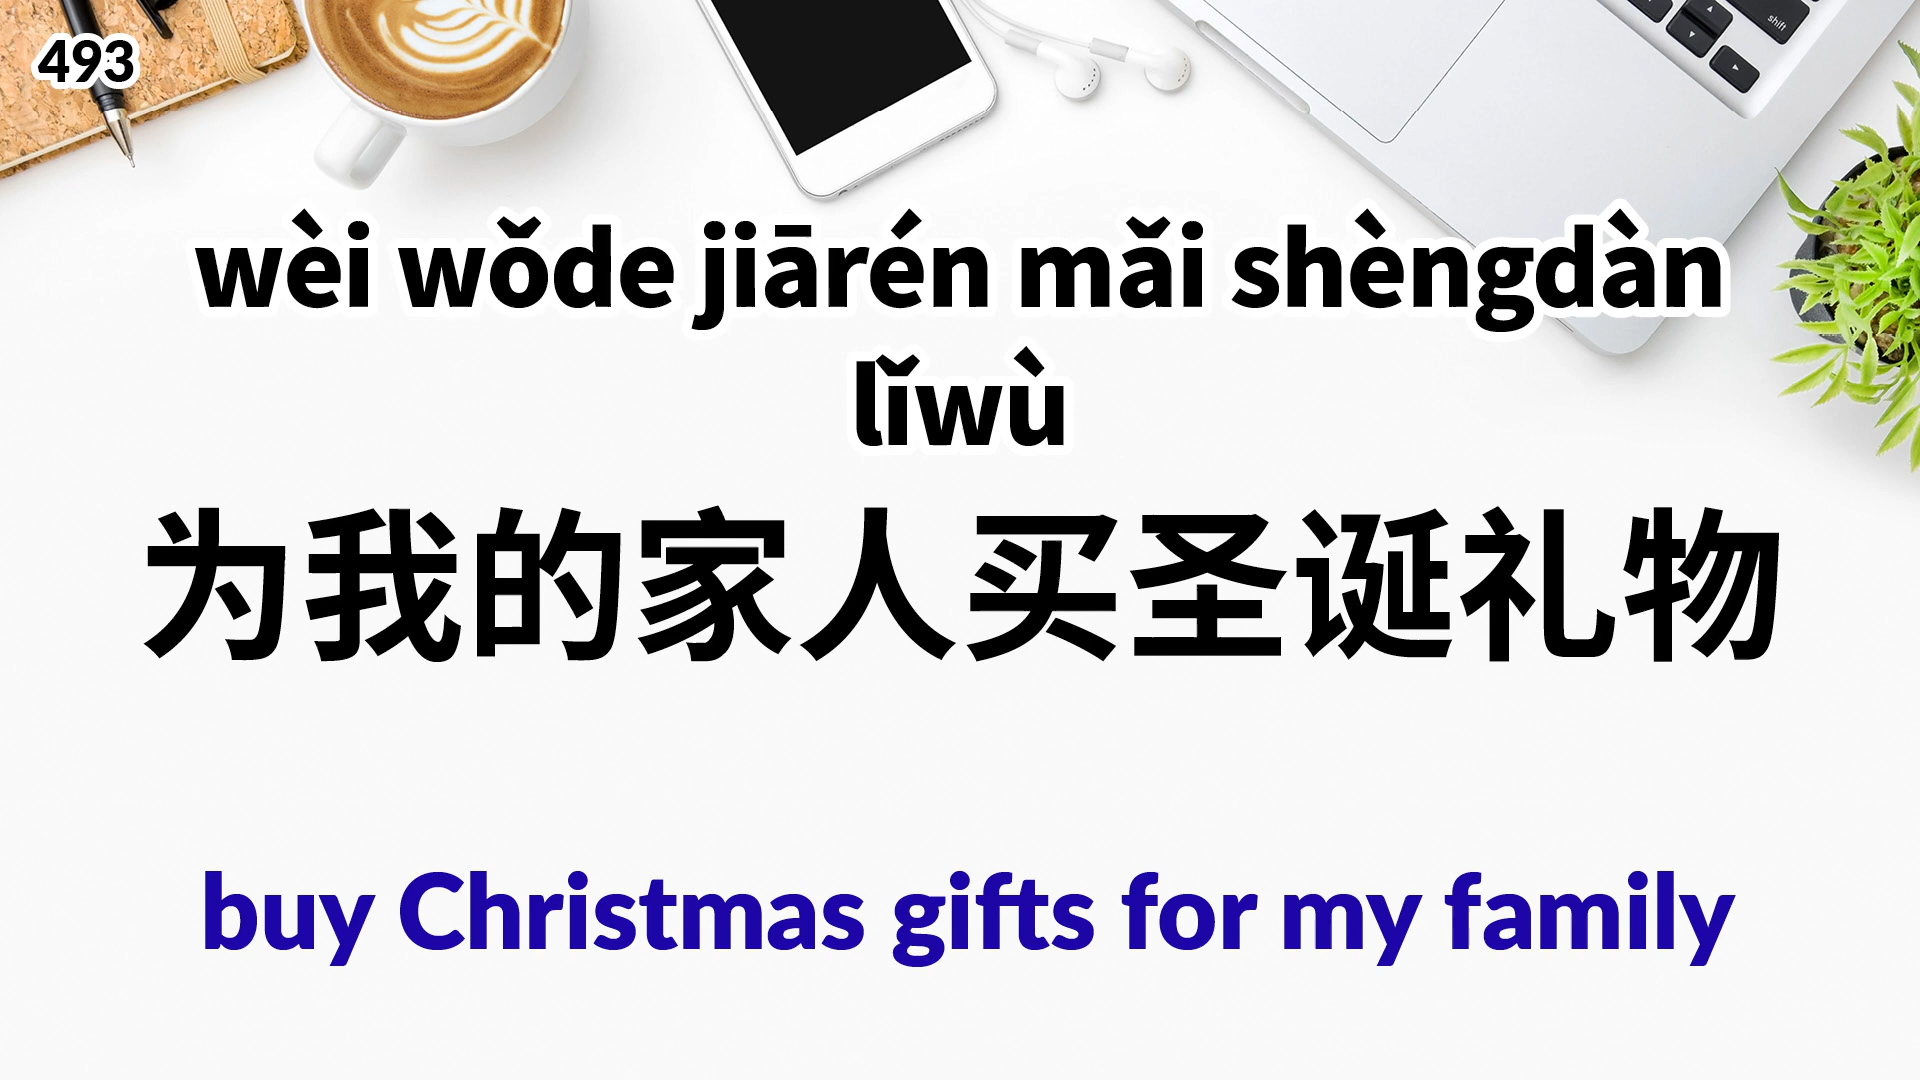 493
shift
wèi wǒde jiārén mǎi shèngdàn
lǐwù
为我的家人买圣诞礼物
buy Christmas gifts for my family